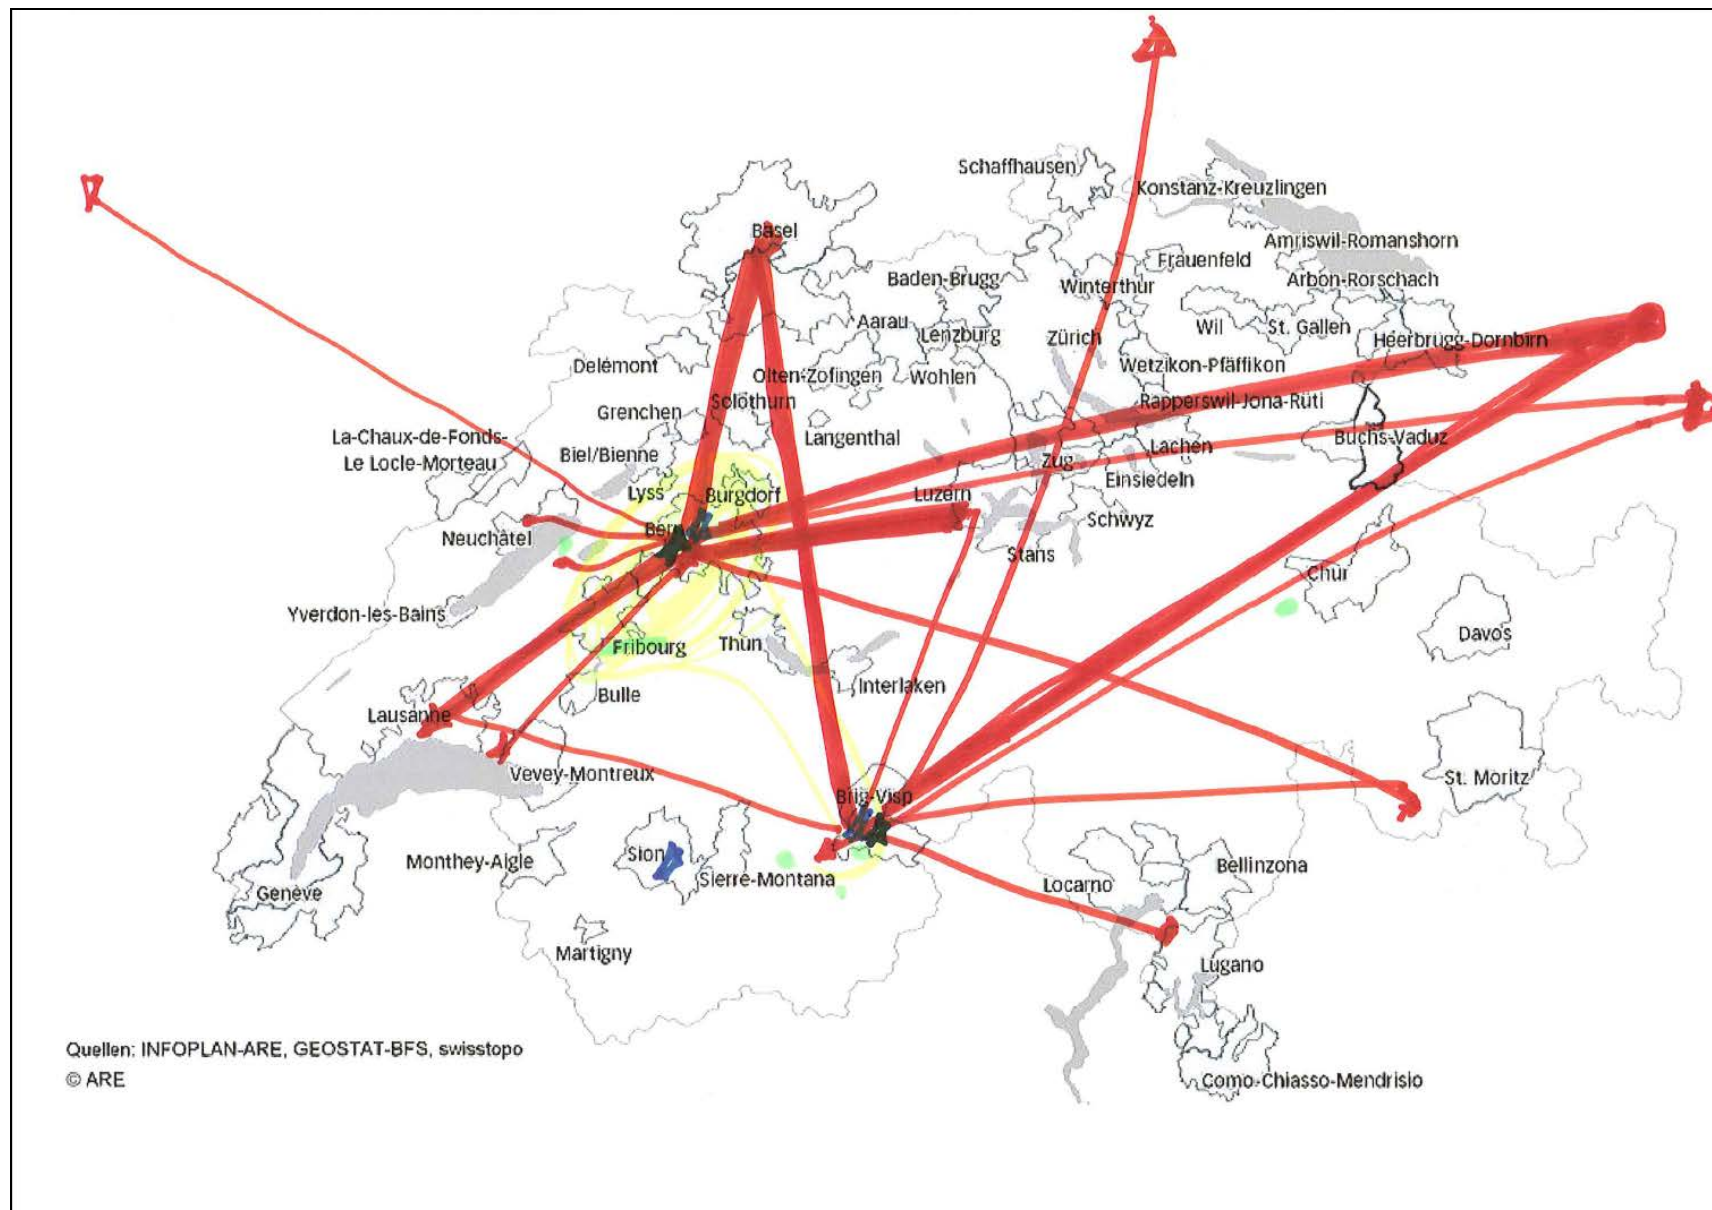 Schaffhausen
Konstanz-Kreuzlingen
Basel
Amriswil-Romanshorn
Frauenfeld
Baden-Brugg
Winterthur
Arbon-Rorschach
Aarau
Lenzburg
Zürich
Wil
St. Gallen
Heerbrugg-Dornbirn
Delémont
Olten-Zofingen
Wohlen
Wetzikon-Pfäffikon
Solothurn
Grenchen
Rapperswil-Jona-Rüti
La-Chaux-de-Fonds-
Le Locle-Morteau
Langenthal
Buchs-Vaduz
Biel/Bienne
Lachen
Zug
Einsiedeln
Lyss
Burgdorf
Luzern
Schwyz
Neuchâtel
Bern
Stans
Chur
Yverdon-les-Bains
Fribourg
Thun
Davos
Interlaken
Bulle
Lausanne
Vevey-Montreux
St. Moritz
Brig-Visp
Monthey-Aigle
Sion
Sierre-Montana
Bellinzona
Locarno
Genève
Martigny
Lugano
Quellen: INFOPLAN-ARE, GEOSTAT-BFS, swisstopo
© ARE
Como-Chiasso-Mendrisio